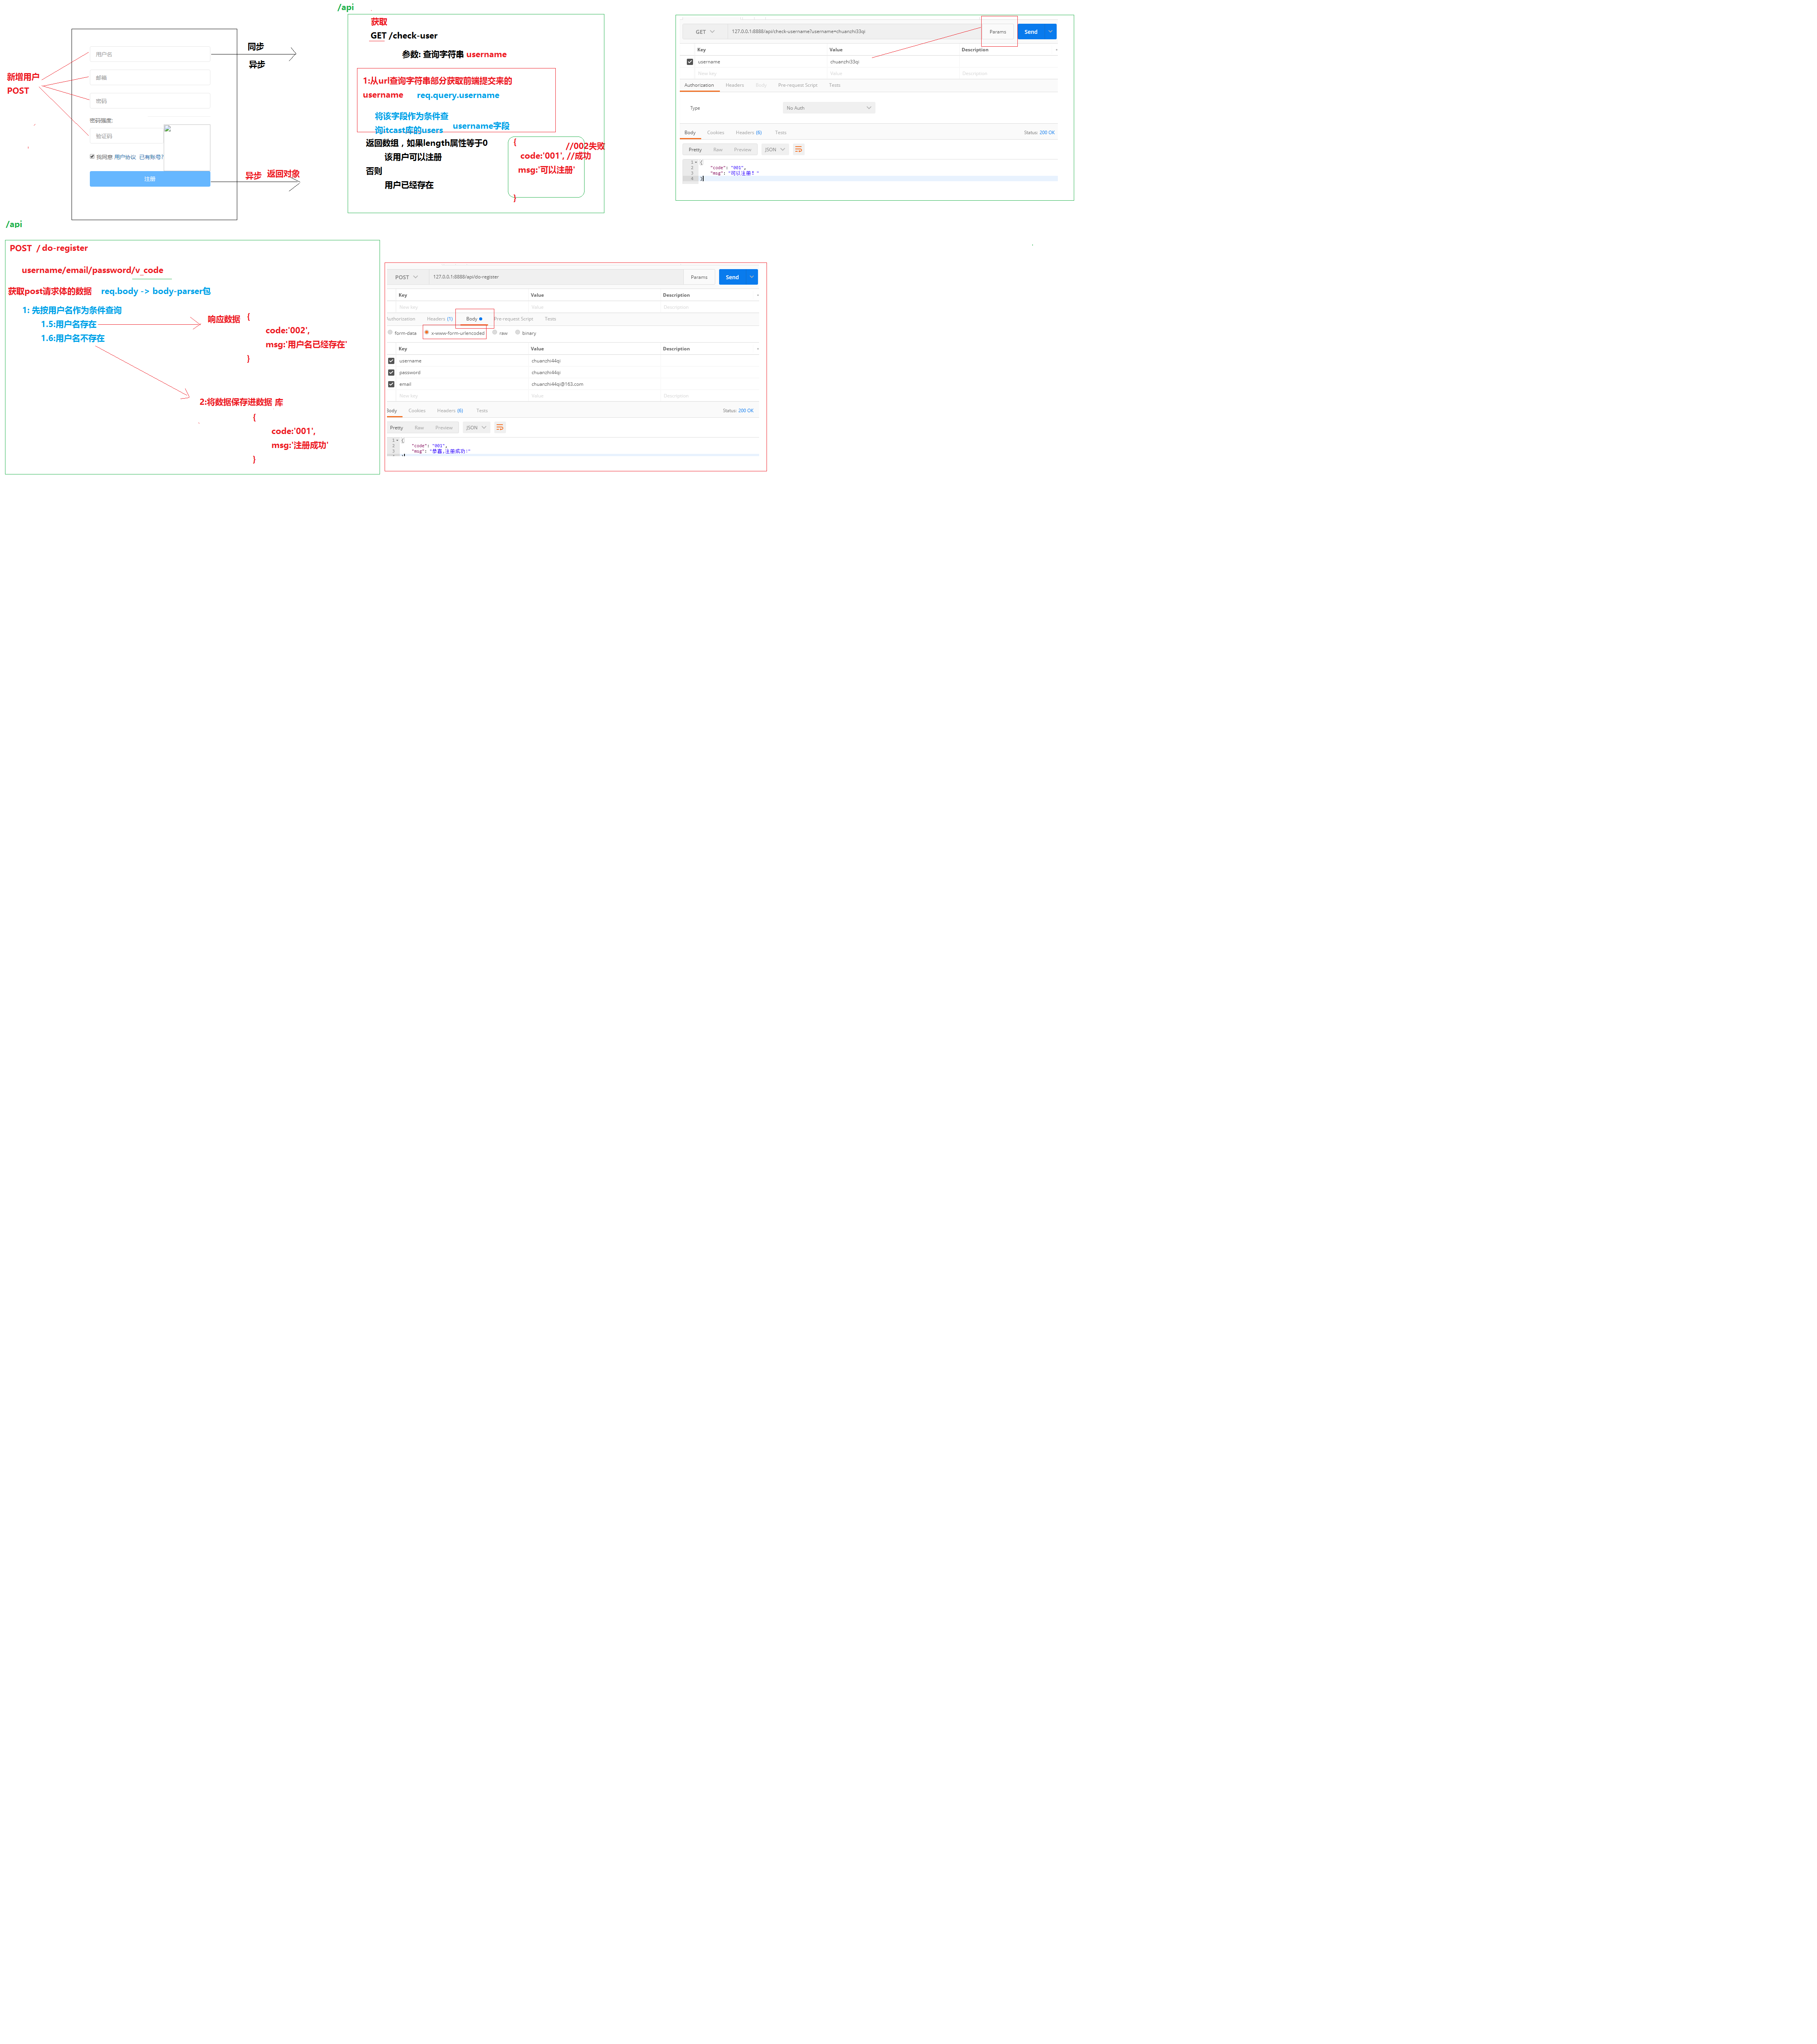 /api
获取
GET /check-user
参数: 查询字符串 username
1:从url查询字符串部分获取前端提交来的
username req.query.username
将该字段作为条件查
询itcast库的users username字段
返回数组，如果length属性等于0
该用户可以注册
否则
用户已经存在
{
//002失败
code:'001', //成功
msg:'可以注册'
}
新增用户
POST
用户名
邮箱
密码
密码强度:
验证码
我同意 用户协议 已有账号?
注册
同步
异步
异步 返回对象
GET 127.0.0.1:8888/api/check-username?username=chuanzhi33qi Params Send
Key Value Description
username chuanzhi33qi
New key Value Description
Authorization Headers Body Pre-request Script Tests
Type No Auth
Body Cookies Headers (6) Tests Status: 200 OK
Pretty Raw Preview JSON
1 {
2 "code": "001",
3 "msg": "可以注册! "
4 }
/api
POST / do-register
username/email/password/v_code
获取post请求体的数据 req.body -> body-parser包
1: 先按用户名作为条件查询
1.5:用户名存在
1.6:用户名不存在
响应数据 {
code:'002',
msg:'用户名已经存在'
}
2:将数据保存进数据 库
{
code:'001',
msg:'注册成功'
}
POST 127.0.0.1:8888/api/do-register Params Send
Key Value Description
New key Value Description
Authorization Headers (1) Body Pre-request Script Tests
form-data x-www-form-urlencoded raw binary
Key Value Description
username chuanzhi44qi
password chuanzhi44qi
email chuanzhi44qi@163.com
New key Value Description
Body Cookies Headers (6) Tests Status: 200 OK
Pretty Raw Preview JSON
1 {
2 "code": "001",
3 "msg": "恭喜,注册成功!"